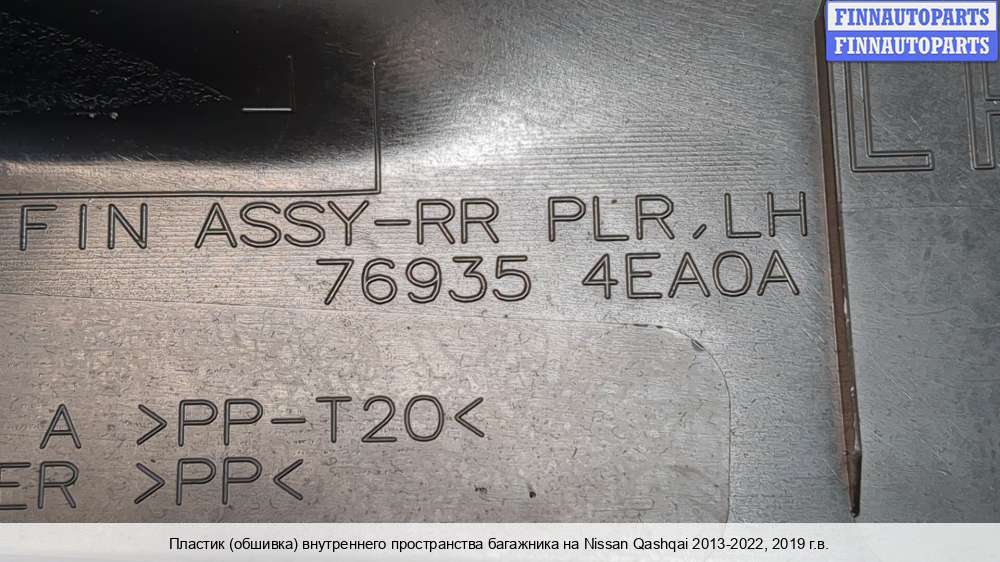 FINNAUTOPARTS
FINNAUTOPARTS
FIN ASSY-RR PLR, LH
76935 4EA0A
A >PP-T20<
ER >PP<
Пластик (обшивка) внутреннего пространства багажника на Nissan Qashqai 2013-2022, 2019 г.в.